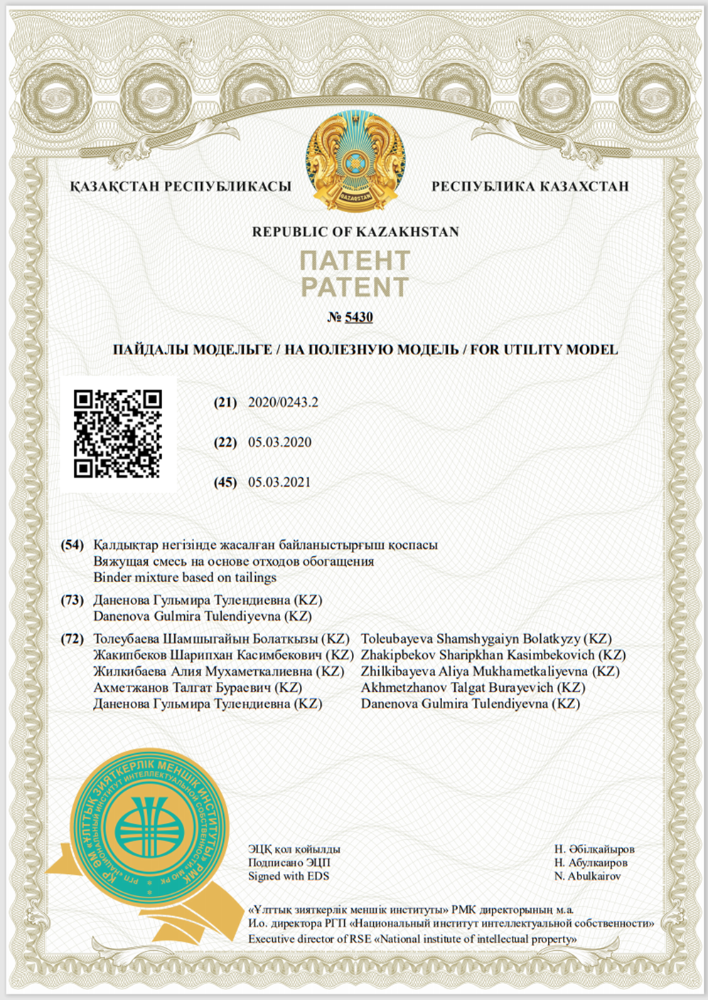 ҚАЗАҚСТАН РЕСПУБЛИКАСЫ
РЕСПУБЛИКА КАЗАХСТАН
QAZAQSTAN
REPUBLIC OF KAZAKHSTAN
ПАТЕНТ
PATENT
№ 5430
ПАЙДАЛЫ МОДЕЛЬГЕ / НА ПОЛЕЗНУЮ МОДЕЛЬ / FOR UTILITY MODEL
(21) 2020/0243.2
(22) 05.03.2020
(45) 05.03.2021
(54) Қалдықтар негізінде жасалған байланыстырғыш қоспасы
Вяжущая смесь на основе отходов обогащения
Binder mixture based on tailings
(73) Даненова Гульмира Тулендиевна (KZ)
Danenova Gulmira Tulendiyevna (KZ)
(72) Толеубаева Шамшыгайын Болаткызы (KZ) Toleubayeva Shamshygaiyn Bolatkyzy (KZ)
Жакипбеков Шарипхан Касимбекович (KZ) Zhakipbekov Sharipkhan Kasimbekovich (KZ)
Жилкибаева Алия Мухаметкалиевна (KZ) Zhilkibayeva Aliya Mukhametkaliyevna (KZ)
Ахметжанов Талгат Бураевич (KZ) Akhmetzhanov Talgat Burayevich (KZ)
Даненова Гульмира Тулендиевна (KZ) Danenova Gulmira Tulendiyevna (KZ)
ҚР ӘМ «ҰЛТТЫҚ ЗИЯТКЕРЛІК МЕНШІК ИНСТИТУТЫ» РМК
РГП «НАЦИОНАЛЬНЫЙ ИНСТИТУТ ИНТЕЛЛЕКТУАЛЬНОЙ СОБСТВЕННОСТИ» МЮ РК
ЭЦҚ қол қойылды Н. Әбілқайыров
Подписано ЭЦП Н. Абулкаиров
Signed with EDS N. Abulkairov
«Ұлттық зияткерлік меншік институты» РМК директорының м.а.
И.о. директора РГП «Национальный институт интеллектуальной собственности»
Executive director of RSE «National institute of intellectual property»